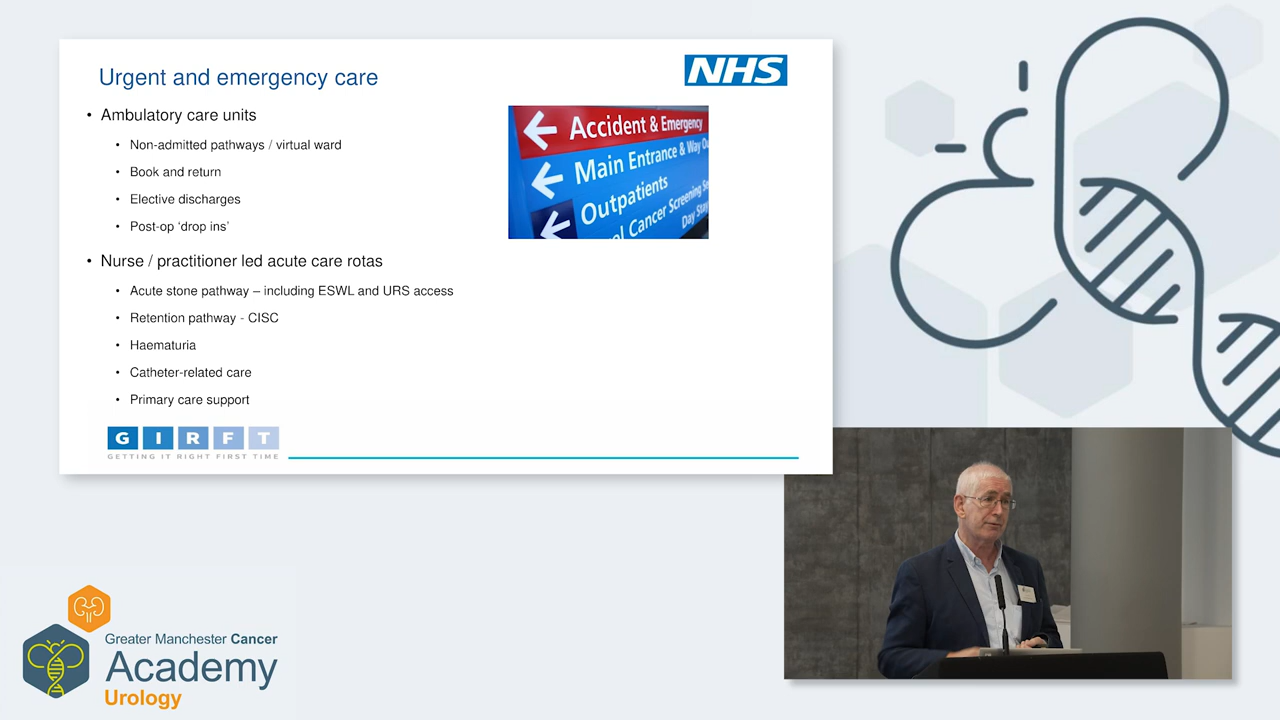 Urgent and emergency care
NHS
• Ambulatory care units
• Non-admitted pathways / virtual ward
• Book and return
• Elective discharges
• Post-op ‘drop ins’
Accident & Emergency
Main Entrance & Way
Outpatients
Cancer Screening
Day
• Nurse / practitioner led acute care rotas
• Acute stone pathway – including ESWL and URS access
• Retention pathway - CISC
• Haematuria
• Catheter-related care
• Primary care support
G I R F T
GETTING IT RIGHT FIRST TIME
Greater Manchester Cancer
Academy
Urology